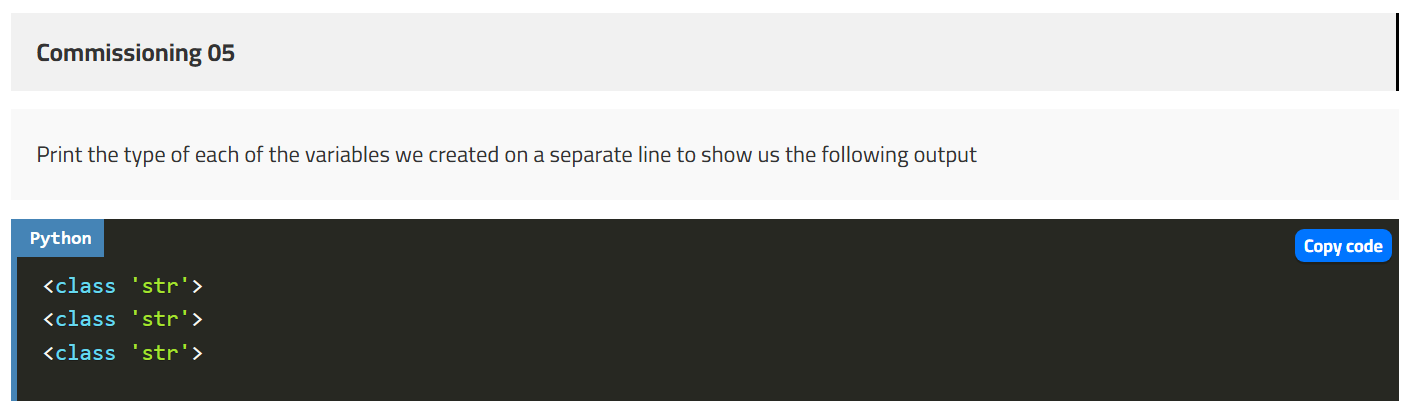 Commissioning 05
Print the type of each of the variables we created on a separate line to show us the following output
Python
Copy code
<class 'str'>
<class 'str'>
<class 'str'>